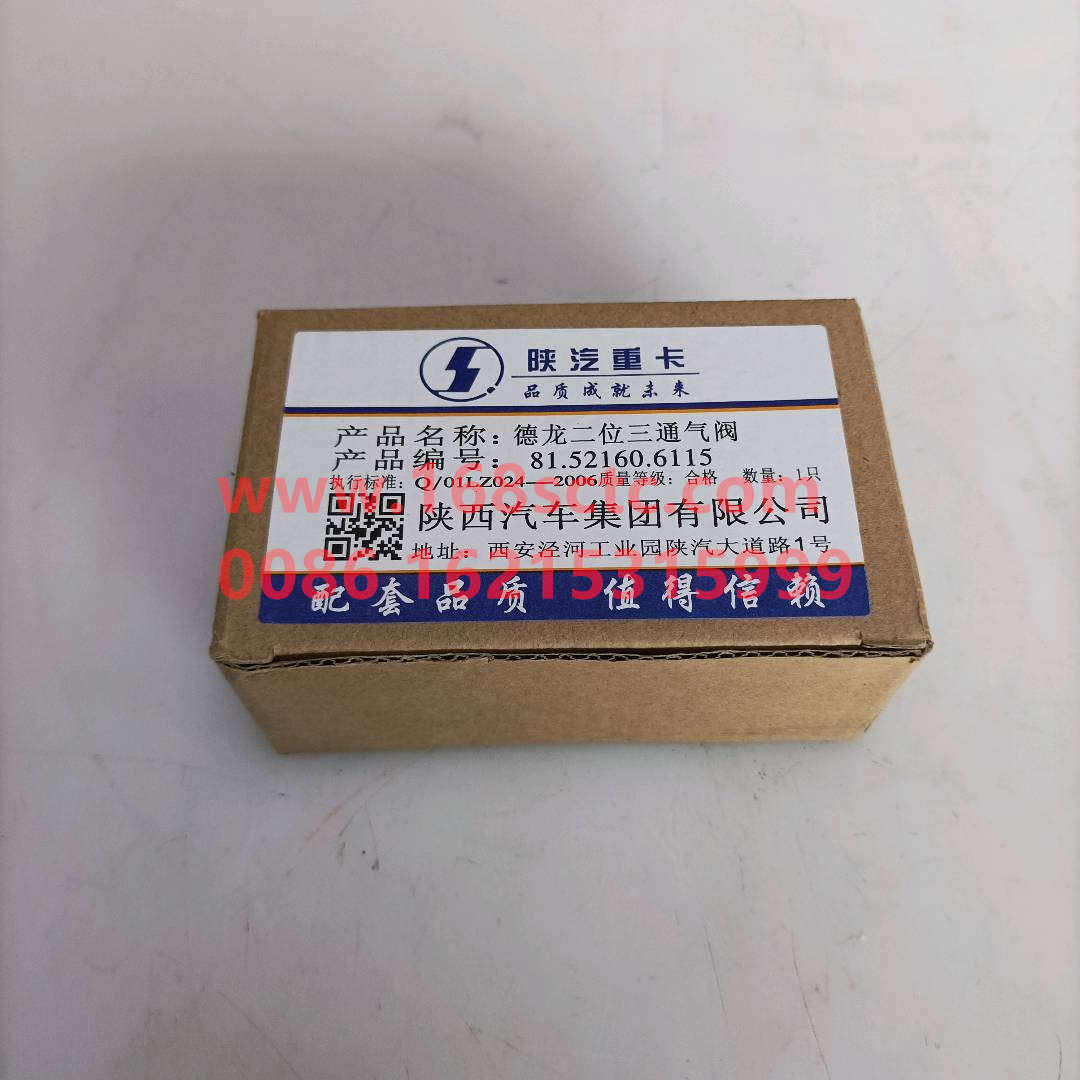 陕汽重卡
品质成就未来
产品名称：德龙二位三通气阀
产品编号： 81.52160.6115
执行标准：Q/01LZ024—2006质量等级：合格 数量：1只
www.168sctc.com
陕西汽车集团有限公司
地址：西安泾河工业园陕汽大道路1号
0086 16215315999
配套品质 值得信赖